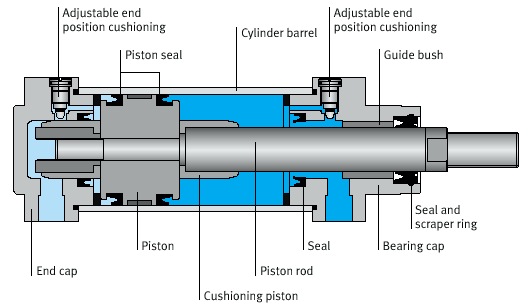 Adjustable end
position cushioning
Piston seal
Cylinder barrel
Adjustable end
position cushioning
Guide bush
Seal and
scraper ring
End cap
Piston
Cushioning piston
Piston rod
Seal
Bearing cap